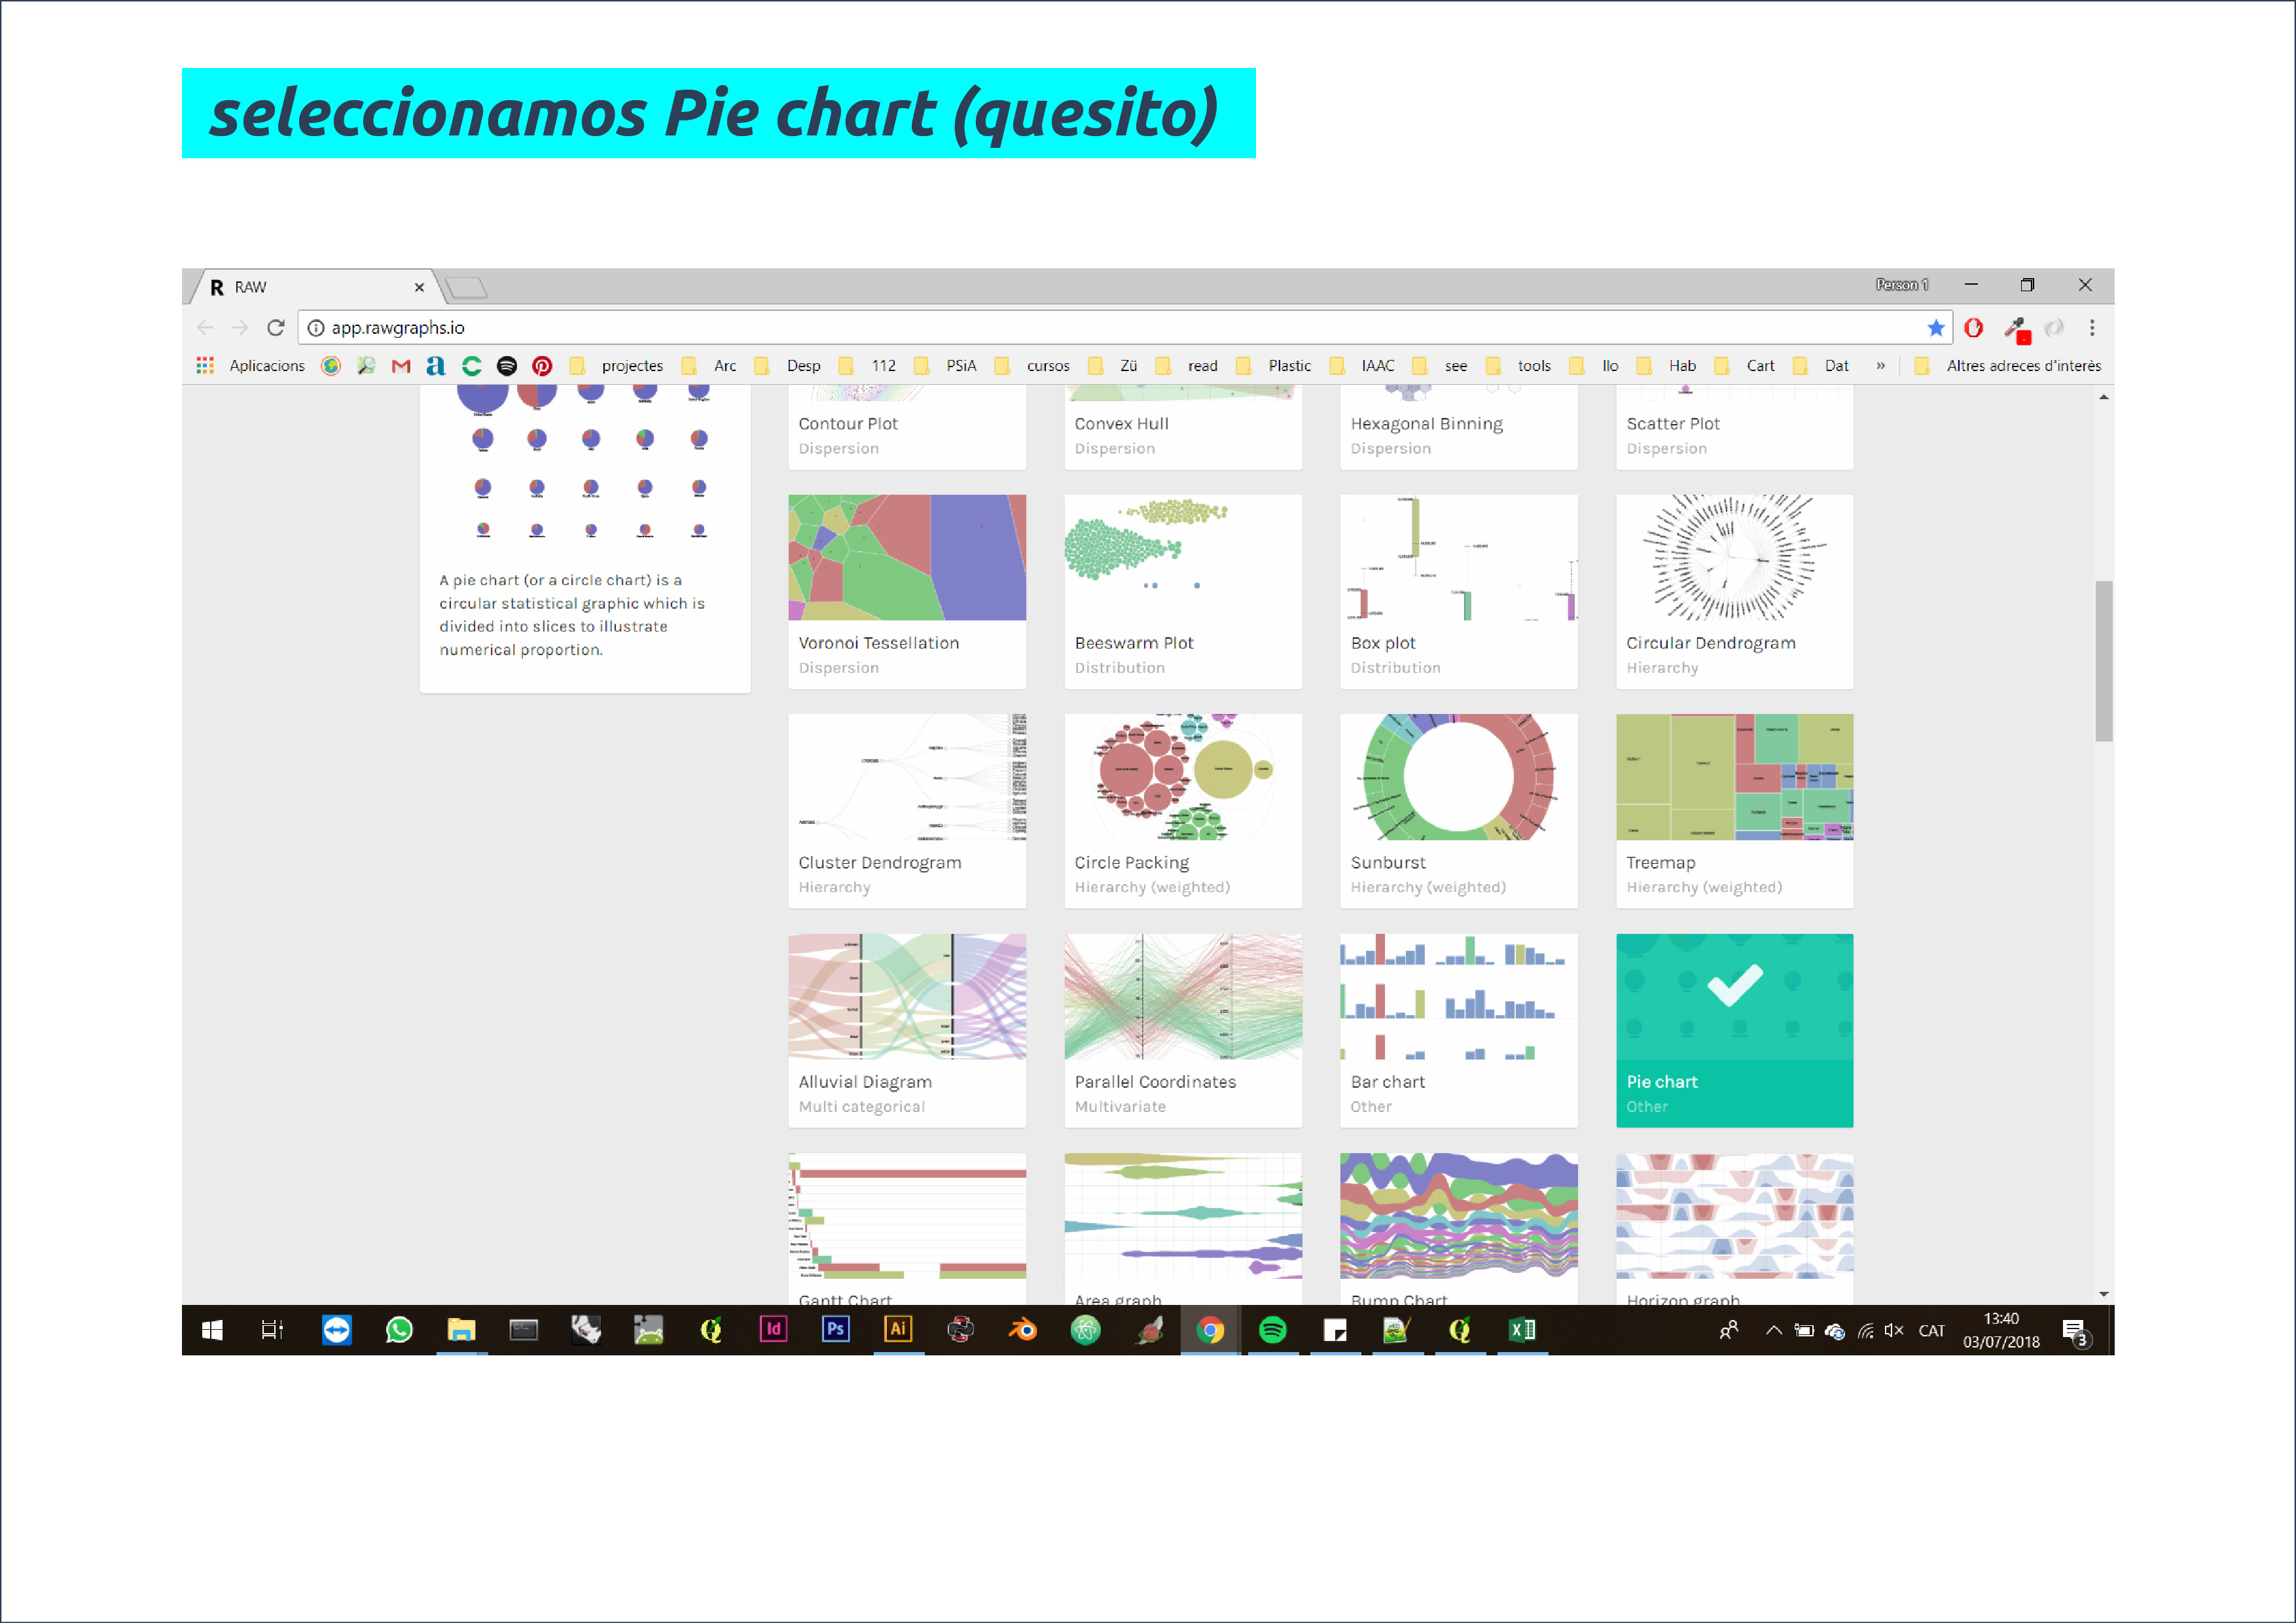 seleccionamos Pie chart (quesito)
RAW
Person 1
app.rawgraphs.io
Aplicacions projectes Arc Desp 112 PSiA cursos Zü read Plastic IAAC see tools Ilo Hab Cart Dat » Altres adreces d'interès
Contour Plot
Dispersion
Convex Hull
Dispersion
Hexagonal Binning
Dispersion
Scatter Plot
Dispersion
A pie chart (or a circle chart) is a
circular statistical graphic which is
divided into slices to illustrate
numerical proportion.
Voronoi Tessellation
Dispersion
Beeswarm Plot
Distribution
Box plot
Distribution
Circular Dendrogram
Hierarchy
Cluster Dendrogram
Hierarchy
Circle Packing
Hierarchy (weighted)
Sunburst
Hierarchy (weighted)
Treemap
Hierarchy (weighted)
Alluvial Diagram
Multi categorical
Parallel Coordinates
Multivariate
Bar chart
Other
Pie chart
Other
Gantt Chart
Area graph
Bump Chart
Horizon graph
Id
Ps
Ai
CAT
13:40
03/07/2018
3